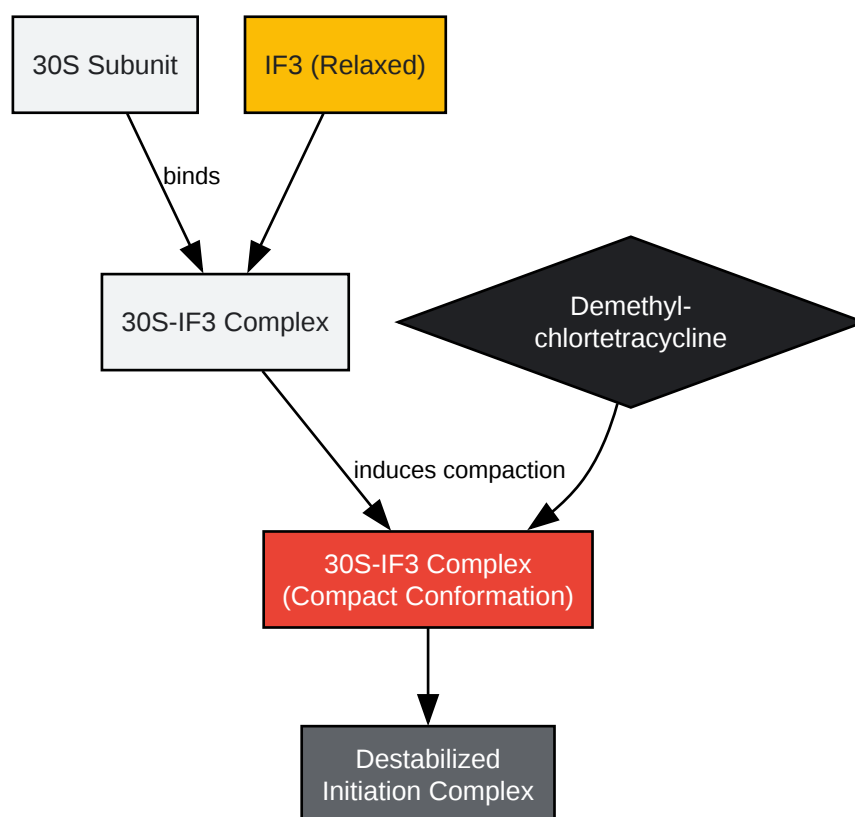 30S Subunit
IF3 (Relaxed)
binds
30S-IF3 Complex
Demethyl-
chlortetracycline
induces compaction
30S-IF3 Complex
(Compact Conformation)
Destabilized
Initiation Complex